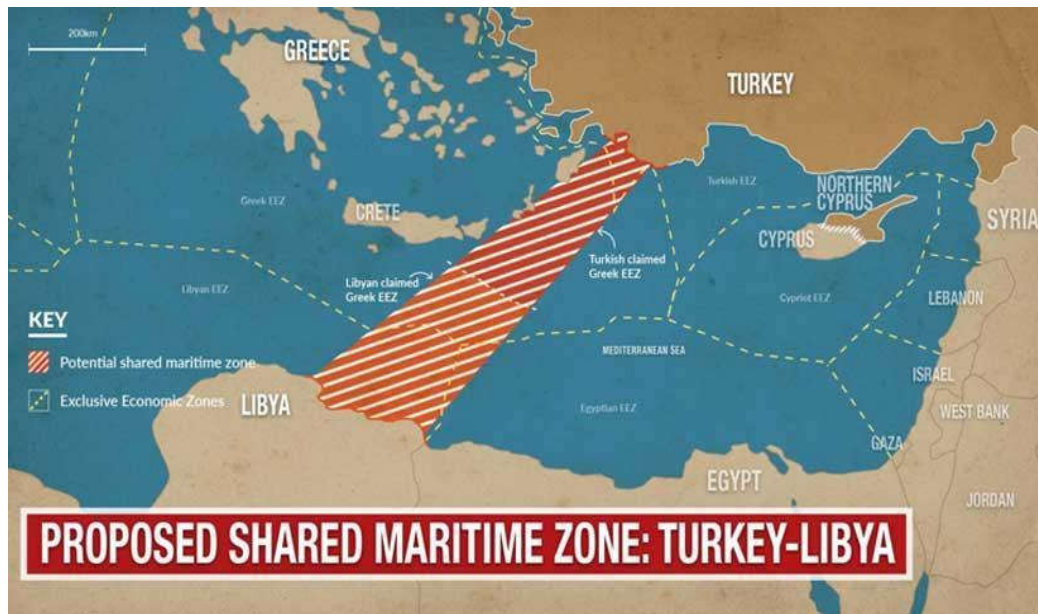 200km
GREECE
TURKEY
Turkish EEZ
NORTHERN
CYPRUS
SYRIA
Greek EEZ
CRETE
CYPRUS
Turkish claimed
Greek EEZ
Libyan claimed
Greek EEZ
Libyan EEZ
Cypriot EEZ
LEBANON
KEY
Potential shared maritime zone
Exclusive Economic Zones
MEDITERRANEAN SEA
ISRAEL
LIBYA
Egyptian EEZ
WEST BANK
GAZA
EGYPT
JORDAN
PROPOSED SHARED MARITIME ZONE: TURKEY-LIBYA